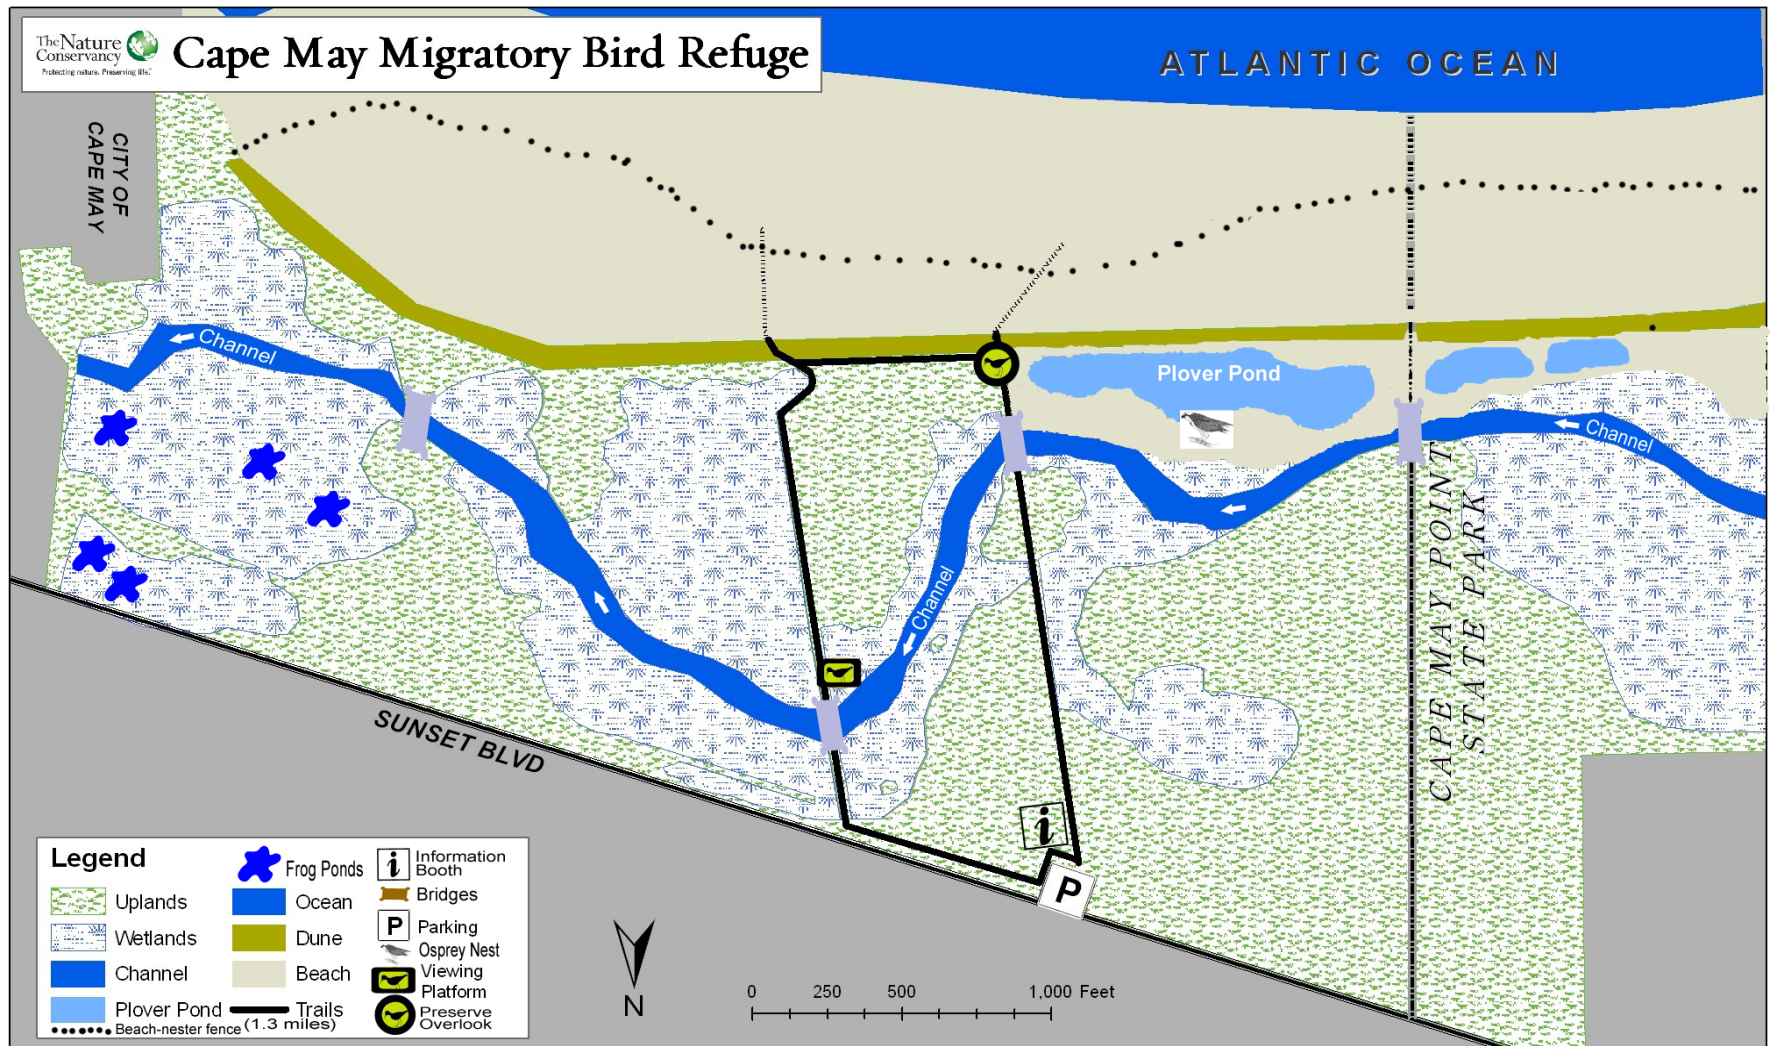 The Nature
Conservancy
Protecting nature. Preserving life.™
Cape May Migratory Bird Refuge
ATLANTIC OCEAN
CITY OF
CAPE MAY
Channel
Plover Pond
Channel
Channel
CAPE MAY POINT
STATE PARK
SUNSET BLVD
i
P
Legend
Uplands
Wetlands
Channel
Plover Pond
Beach-nester fence
Frog Ponds
Ocean
Dune
Beach
Trails
(1.3 miles)
i
Information
Booth
Bridges
P
Parking
Osprey Nest
Viewing
Platform
Preserve
Overlook
N
0 250 500 1,000 Feet